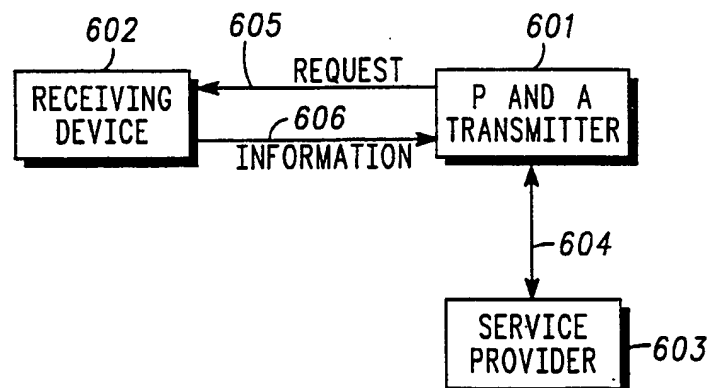 602
605
601
RECEIVING
DEVICE
REQUEST
606
INFORMATION
P AND A
TRANSMITTER
604
SERVICE
PROVIDER
603